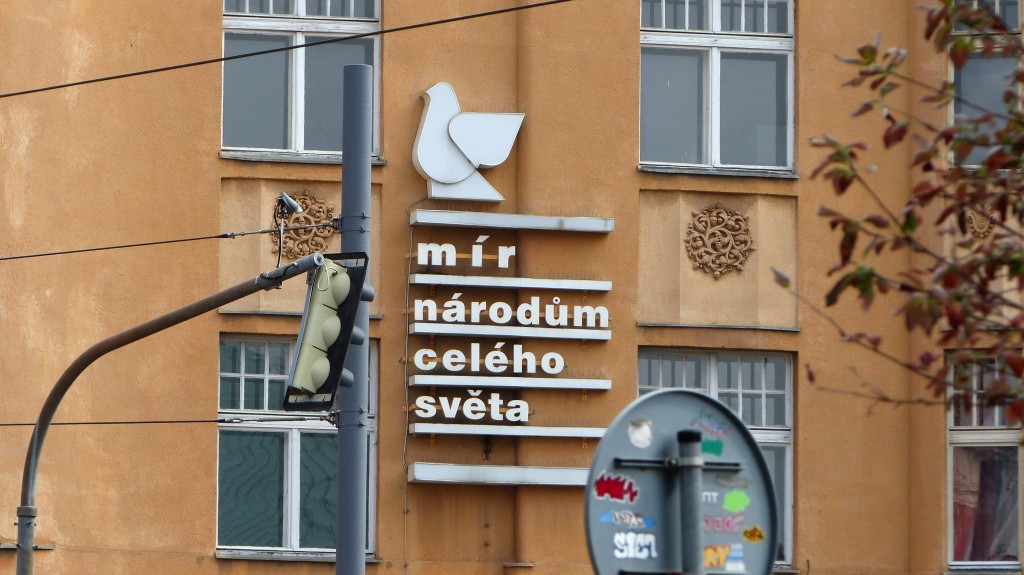 mír
národům
celého
světa